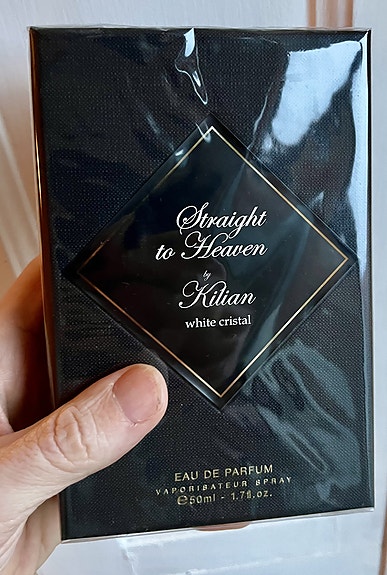 Straight
to Heaven
by
Kilian
white cristal
EAU DE PARFUM
VAPORISATEUR SPRAY
℮50ml - 1.7fl.oz.